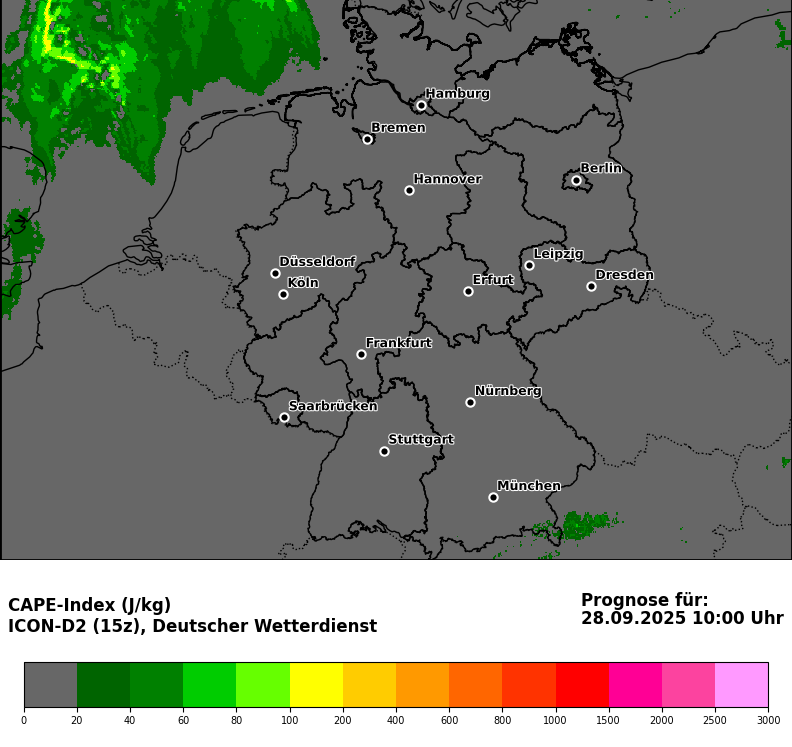 Hamburg
Bremen
Berlin
Hannover
Leipzig
Düsseldorf
Dresden
Köln
Erfurt
Frankfurt
Nürnberg
Saarbrücken
Stuttgart
München
CAPE-Index (J/kg)
ICON-D2 (15z), Deutscher Wetterdienst
Prognose für:
28.09.2025 10:00 Uhr
0 20 40 60 80 100 200 400 600 800 1000 1500 2000 2500 3000